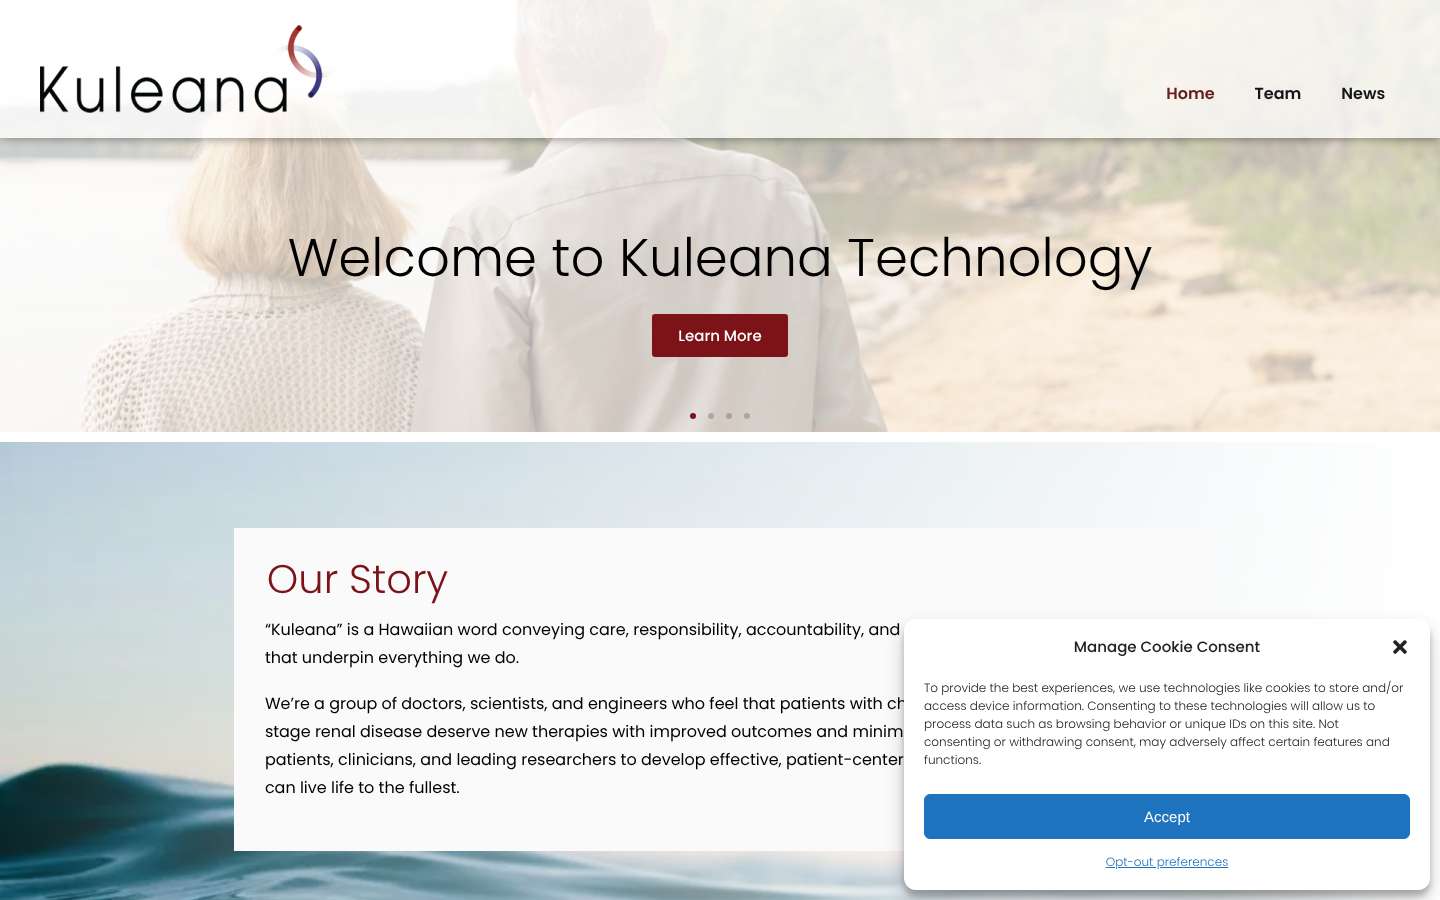 Kuleana
Home
Team
News
Welcome to Kuleana Technology
Learn More
Our Story
“Kuleana” is a Hawaiian word conveying care, responsibility, accountability, and
that underpin everything we do.
We’re a group of doctors, scientists, and engineers who feel that patients with
stage renal disease deserve new therapies with improved outcomes and
patients, clinicians, and leading researchers to develop effective,
can live life to the fullest.
Manage Cookie Consent
To provide the best experiences, we use technologies like cookies to store and/or
access device information. Consenting to these technologies will allow us to
process data such as browsing behavior or unique IDs on this site. Not
consenting or withdrawing consent, may adversely affect certain features and
functions.
Accept
Opt-out preferences